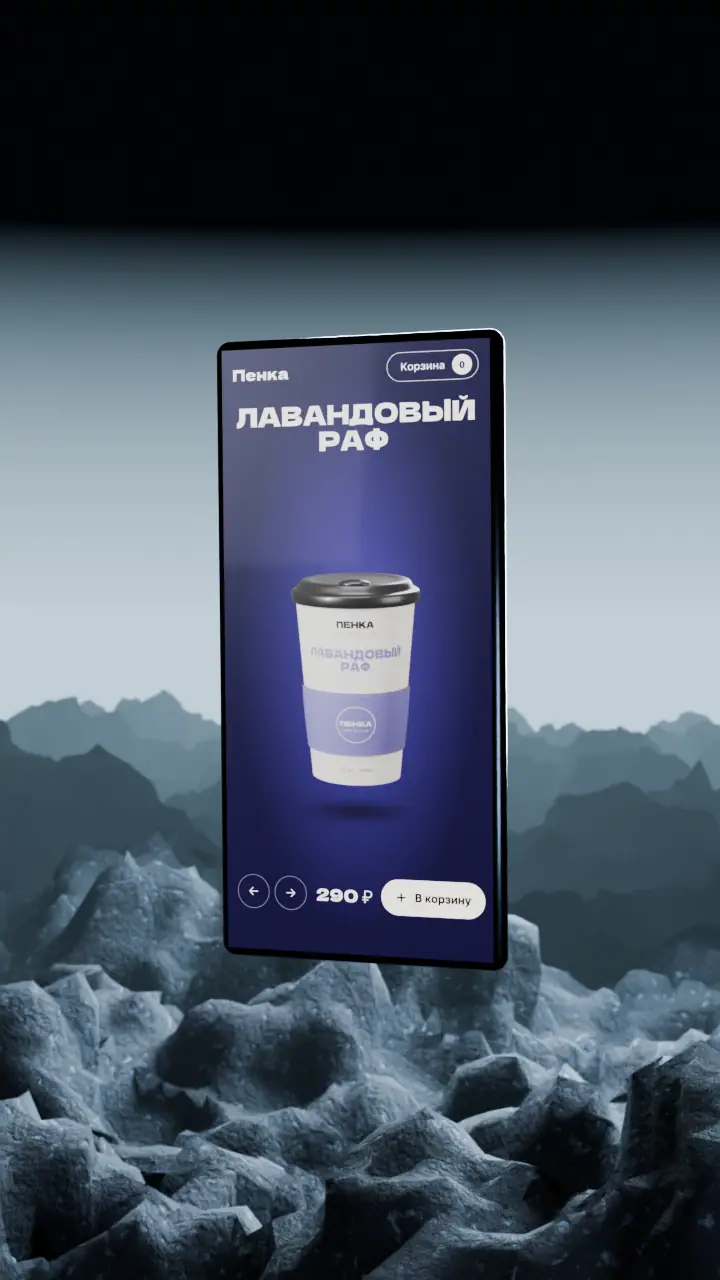 Пенка
Корзина 0
ЛАВАНДОВЫЙ
РАФ
ПЕНКА
ЛАВАНДОВЫЙ
РАФ
ПЕНКА
290 ₽
+ В корзину